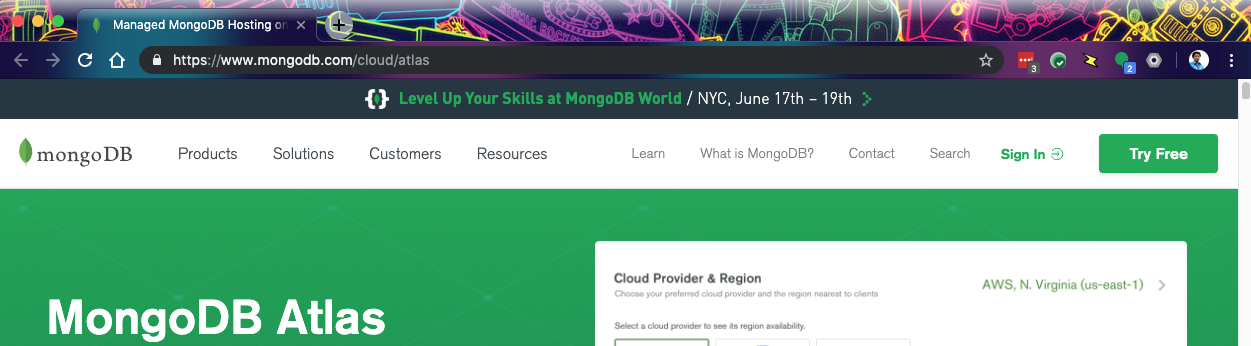 Managed MongoDB Hosting on
https://www.mongodb.com/cloud/atlas
3
2
Level Up Your Skills at MongoDB World / NYC, June 17th – 19th
mongoDB
Products
Solutions
Customers
Resources
Learn
What is MongoDB?
Contact
Search
Sign In
Try Free
MongoDB Atlas
Cloud Provider & Region
Choose your preferred cloud provider and the region nearest to clients
AWS, N. Virginia (us-east-1)
Select a cloud provider to see its region availability.